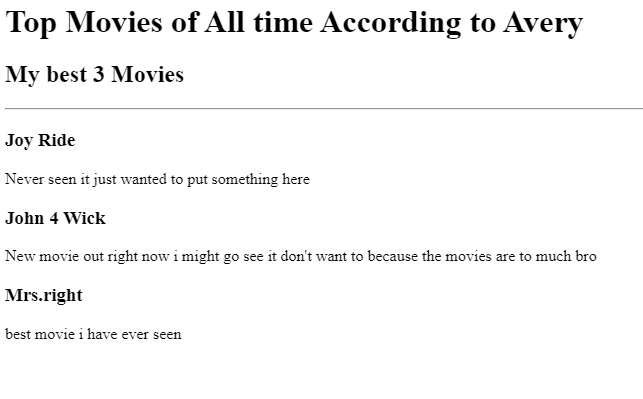 Top Movies of All time According to Avery
My best 3 Movies
Joy Ride
Never seen it just wanted to put something here
John 4 Wick
New movie out right now i might go see it don't want to because the movies are to much bro
Mrs.right
best movie i have ever seen